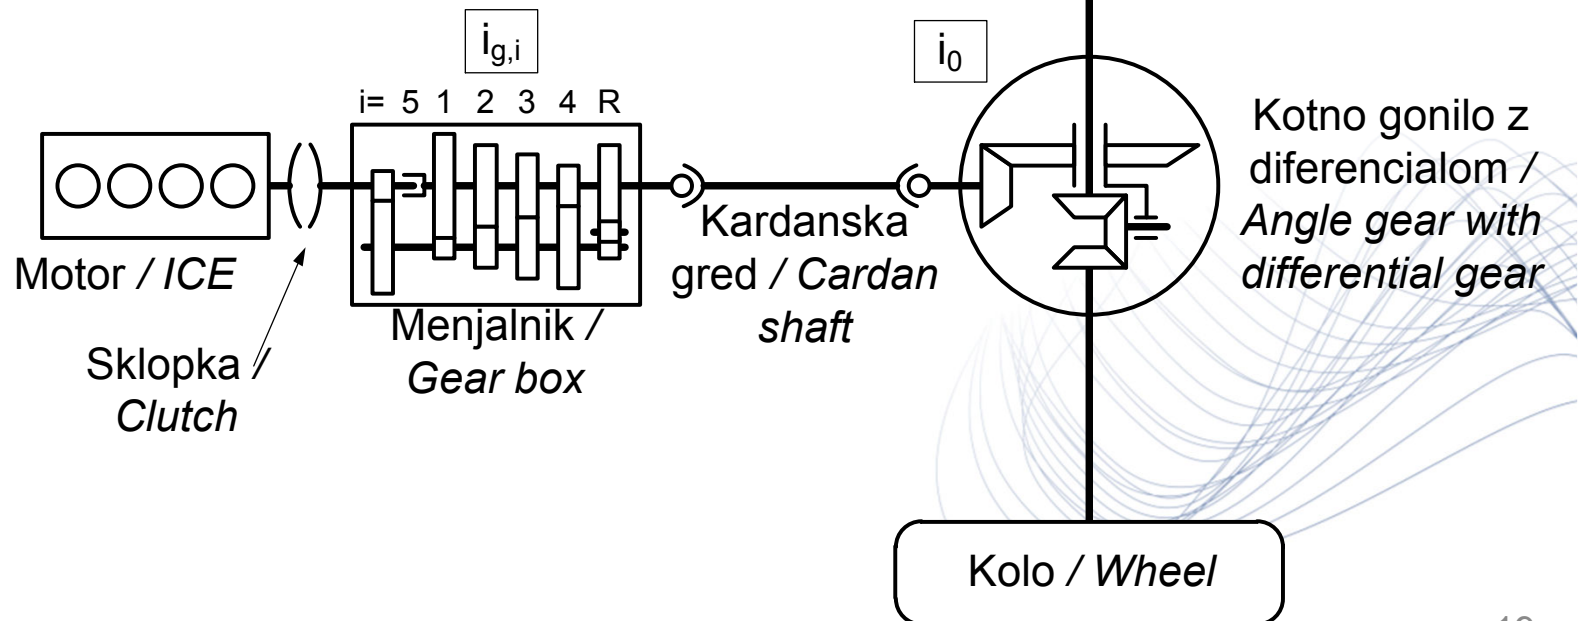 i_g,i
i_0
i= 5 1 2 3 4 R
Motor / ICE
Sklopka /
Clutch
Menjalnik /
Gear box
Kardanska
gred / Cardan
shaft
Kotno gonilo z
diferencialom /
Angle gear with
differential gear
Kolo / Wheel